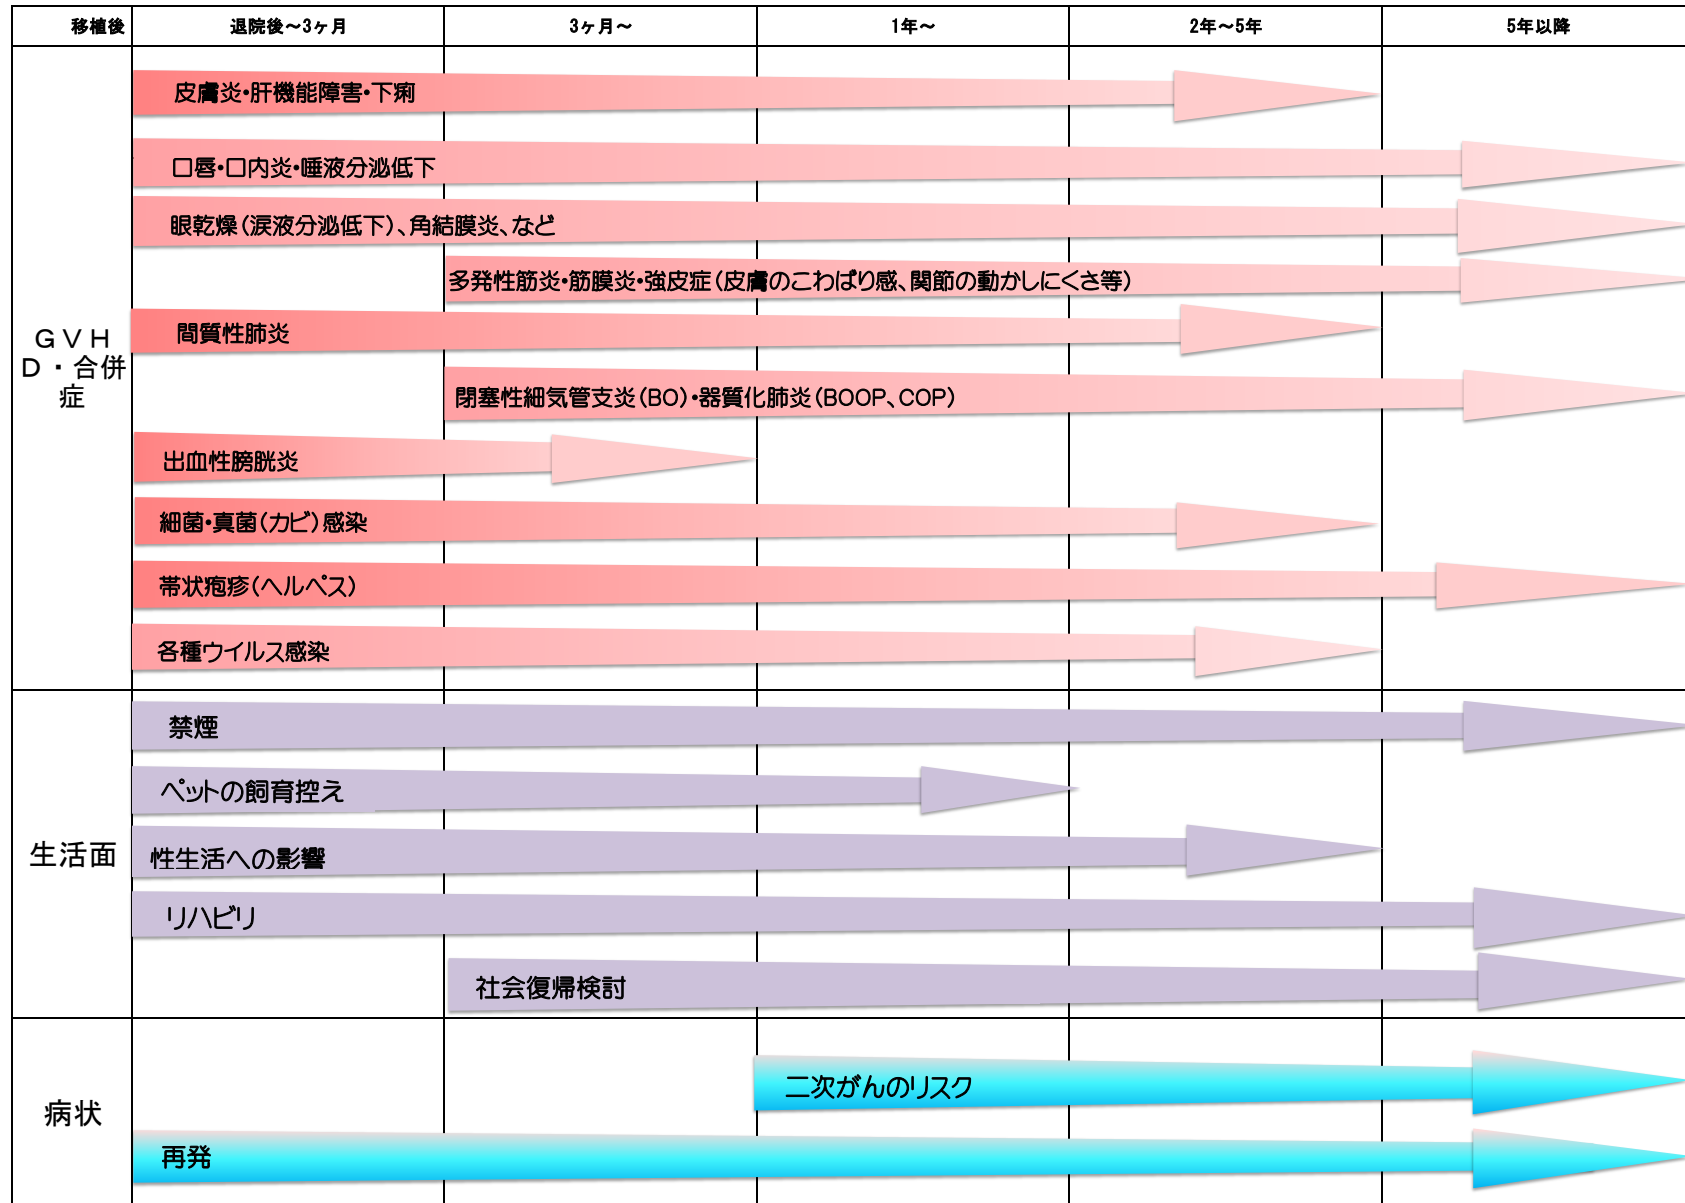 移植後 退院後～3ヶ月 3ヶ月～ 1年～ 2年～5年 5年以降
皮膚炎・肝機能障害・下痢
口唇・口内炎・唾液分泌低下
眼乾燥（涙液分泌低下）、角結膜炎、など
多発性筋炎・筋膜炎・強皮症（皮膚のこわばり感、関節の動かしにくさ等）
ＧＶＨ
Ｄ・合併
症
間質性肺炎
閉塞性細気管支炎（BO）・器質化肺炎（BOOP、COP）
出血性膀胱炎
細菌・真菌（カビ）感染
帯状疱疹（ヘルペス）
各種ウイルス感染
生活面
禁煙
ペットの飼育控え
性生活への影響
リハビリ
社会復帰検討
病状
二次がんのリスク
再発